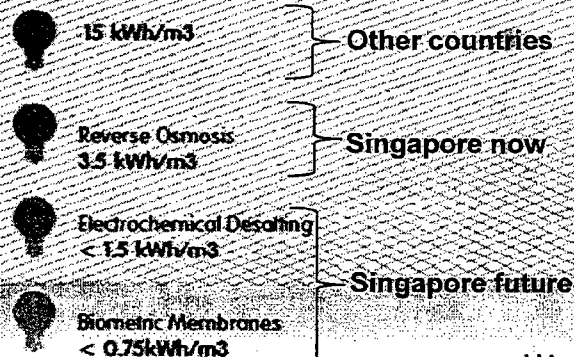 15 kWh/m3
Other countries
Reverse Osmosis
3.5 kWh/m3
Singapore now
Electrochemical Desalting
< 1.5 kWh/m3
Singapore future
Biometric Membranes
< 0.75kWh/m3